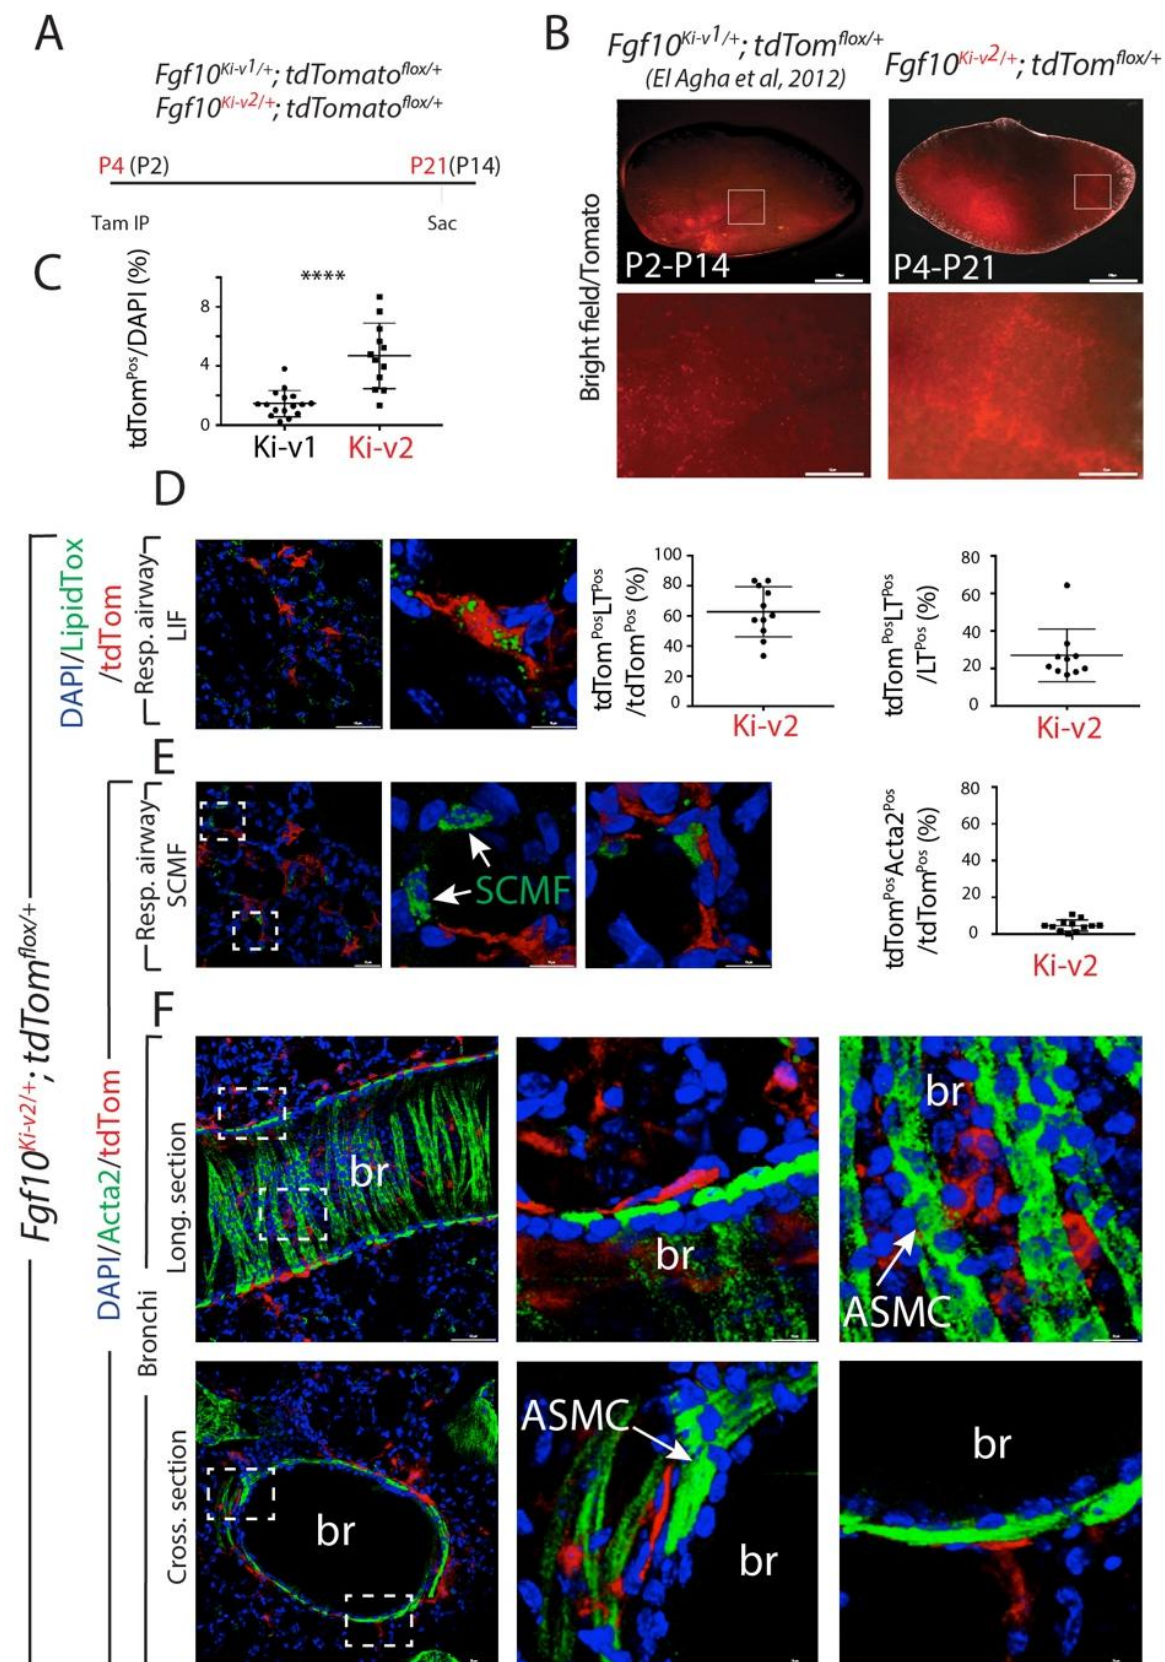 A
Fgf10Ki-v1/+; tdTomatoflox/+
Fgf10Ki-v2/+; tdTomatoflox/+
P4 (P2)
P21(P14)
Tam IP
Sac
B
Fgf10Ki-v1/+; tdTomflox/+
(El Agha et al, 2012)
Fgf10Ki-v2/+; tdTomflox/+
Bright field/Tomato
P2-P14
P4-P21
C
tdTomPos/DAPI (%)
8
4
0
****
Ki-v1
Ki-v2
Fgf10Ki-v2/+; tdTomflox/+
D
DAPI/LipidTox
/tdTom
Resp. airway
LIF
tdTomPosLTPos
/tdTomPos (%)
100
80
60
40
20
0
Ki-v2
tdTomPosLTPos
/LTPos (%)
80
60
40
20
0
Ki-v2
DAPI/Acta2/tdTom
E
Resp. airway
SCMF
SCMF
tdTomPosActa2Pos
/tdTomPos (%)
80
60
40
20
0
Ki-v2
F
Bronchi
Long. section
br
br
br
ASMC
Cross. section
br
ASMC
br
br